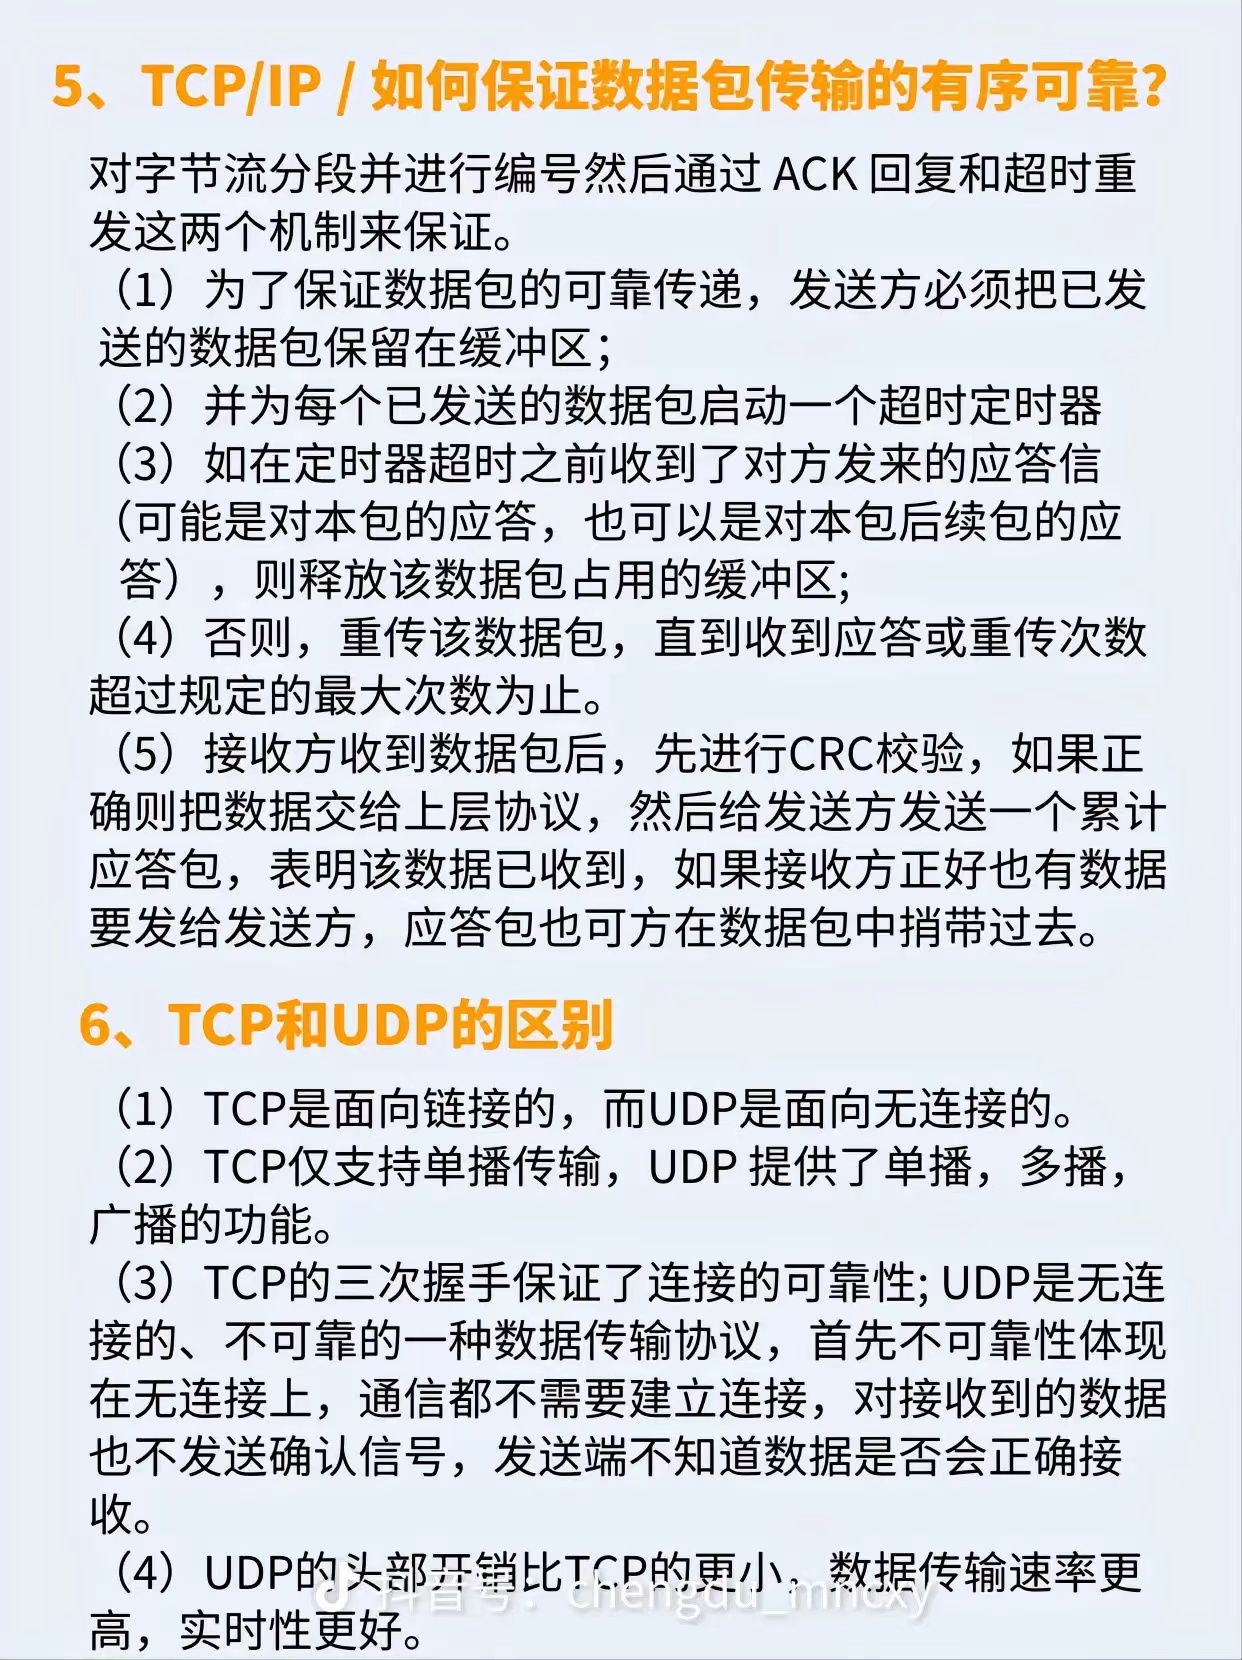 5、TCP/IP / 如何保证数据包传输的有序可靠？
对字节流分段并进行编号然后通过 ACK 回复和超时重
发这两个机制来保证。
（1）为了保证数据包的可靠传递，发送方必须把已发
送的数据包保留在缓冲区；
（2）并为每个已发送的数据包启动一个超时定时器
（3）如在定时器超时之前收到了对方发来的应答信
（可能是对本包的应答，也可以是对本包后续包的应
答），则释放该数据包占用的缓冲区;
（4）否则，重传该数据包，直到收到应答或重传次数
超过规定的最大次数为止。
（5）接收方收到数据包后，先进行CRC校验，如果正
确则把数据交给上层协议，然后给发送方发送一个累计
应答包，表明该数据已收到，如果接收方正好也有数据
要发给发送方，应答包也可方在数据包中捎带过去。
6、TCP和UDP的区别
（1）TCP是面向链接的，而UDP是面向无连接的。
（2）TCP仅支持单播传输，UDP 提供了单播，多播，
广播的功能。
（3）TCP的三次握手保证了连接的可靠性; UDP是无连
接的、不可靠的一种数据传输协议，首先不可靠性体现
在无连接上，通信都不需要建立连接，对接收到的数据
也不发送确认信号，发送端不知道数据是否会正确接
收。
（4）UDP的头部开销比TCP的更小，数据传输速率更
高，实时性更好。
抖音号：chengdu_mncxy